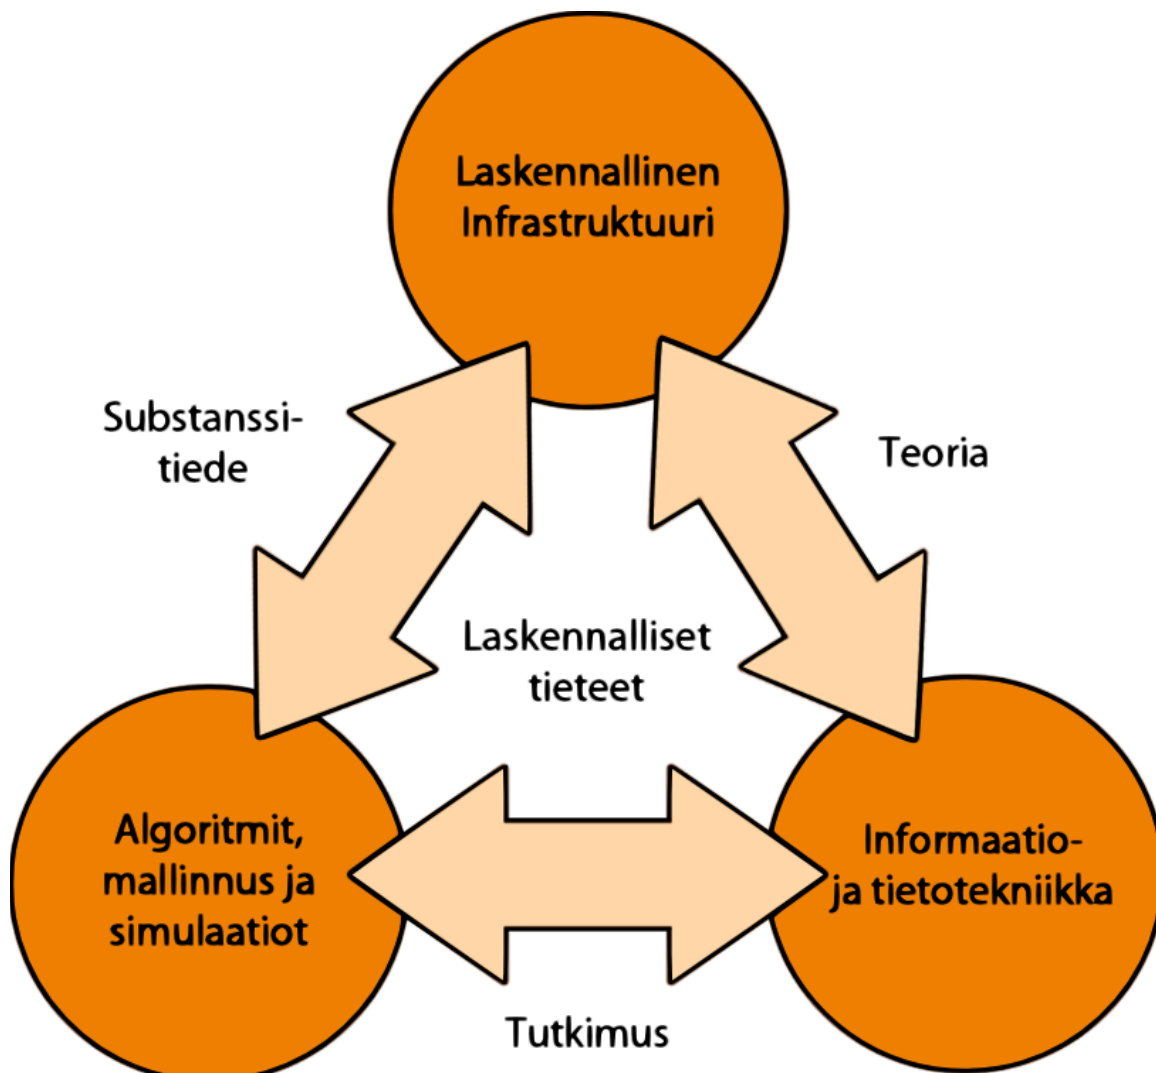 Laskennallinen
Infrastruktuuri
Substanssi-
tiede
Teoria
Laskennalliset
tieteet
Algoritmit,
mallinnus ja
simulaatiot
Informaatio-
ja tietotekniikka
Tutkimus